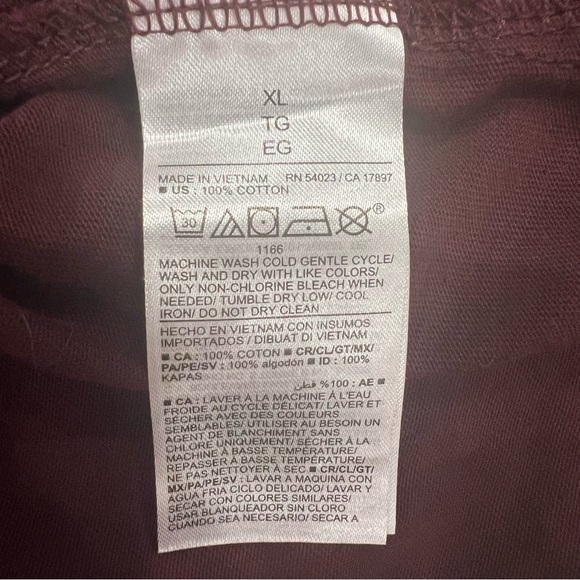 XL
TG
EG
MADE IN VIETNAM RN 54023 / CA 17897
■ US : 100% COTTON
30 ®
1166
MACHINE WASH COLD GENTLE CYCLE/
WASH AND DRY WITH LIKE COLORS/
ONLY NON-CHLORINE BLEACH WHEN
NEEDED/ TUMBLE DRY LOW/ COOL
IRON/ DO NOT DRY CLEAN
HECHO EN VIETNAM CON INSUMOS
IMPORTADOS / DIBUAT DI VIETNAM
■ CA : 100% COTON ■ CR/CL/GT/MX/
PA/PE/SV : 100% algodón ■ ID : 100%
KAPAS
■ AE : 100% قطن
■ CA : LAVER À LA MACHINE À L'EAU
FROIDE AU CYCLE DÉLICAT/ LAVER ET
SÉCHER AVEC DES COULEURS
SEMBLABLES/ UTILISER AU BESOIN UN
AGENT DE BLANCHIMENT SANS
CHLORE UNIQUEMENT/ SÉCHER À LA
MACHINE À BASSE TEMPÉRATURE/
REPASSER À BASSE TEMPÉRATURE/
NE PAS NETTOYER À SEC ■ CR/CL/GT/
MX/PA/PE/SV : LAVAR A MAQUINA CON
AGUA FRIA CICLO DELICADO/ LAVAR Y
SECAR CON COLORES SIMILARES/
USAR BLANQUEADOR SIN CLORO
CUANDO SEA NECESARIO/ SECAR A